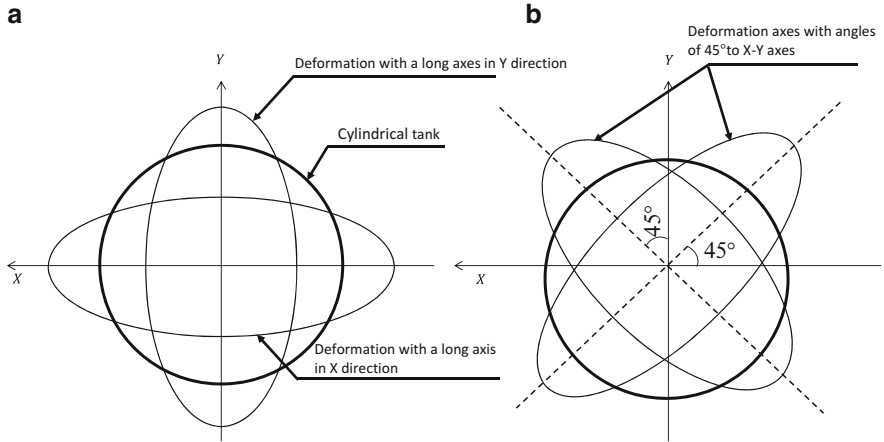 a
Y
Deformation with a long axes in Y direction
Cylindrical tank
X
Deformation with a long axis
in X direction
b
Deformation axes with angles
of 45°to X-Y axes
Y
45°
45°
X